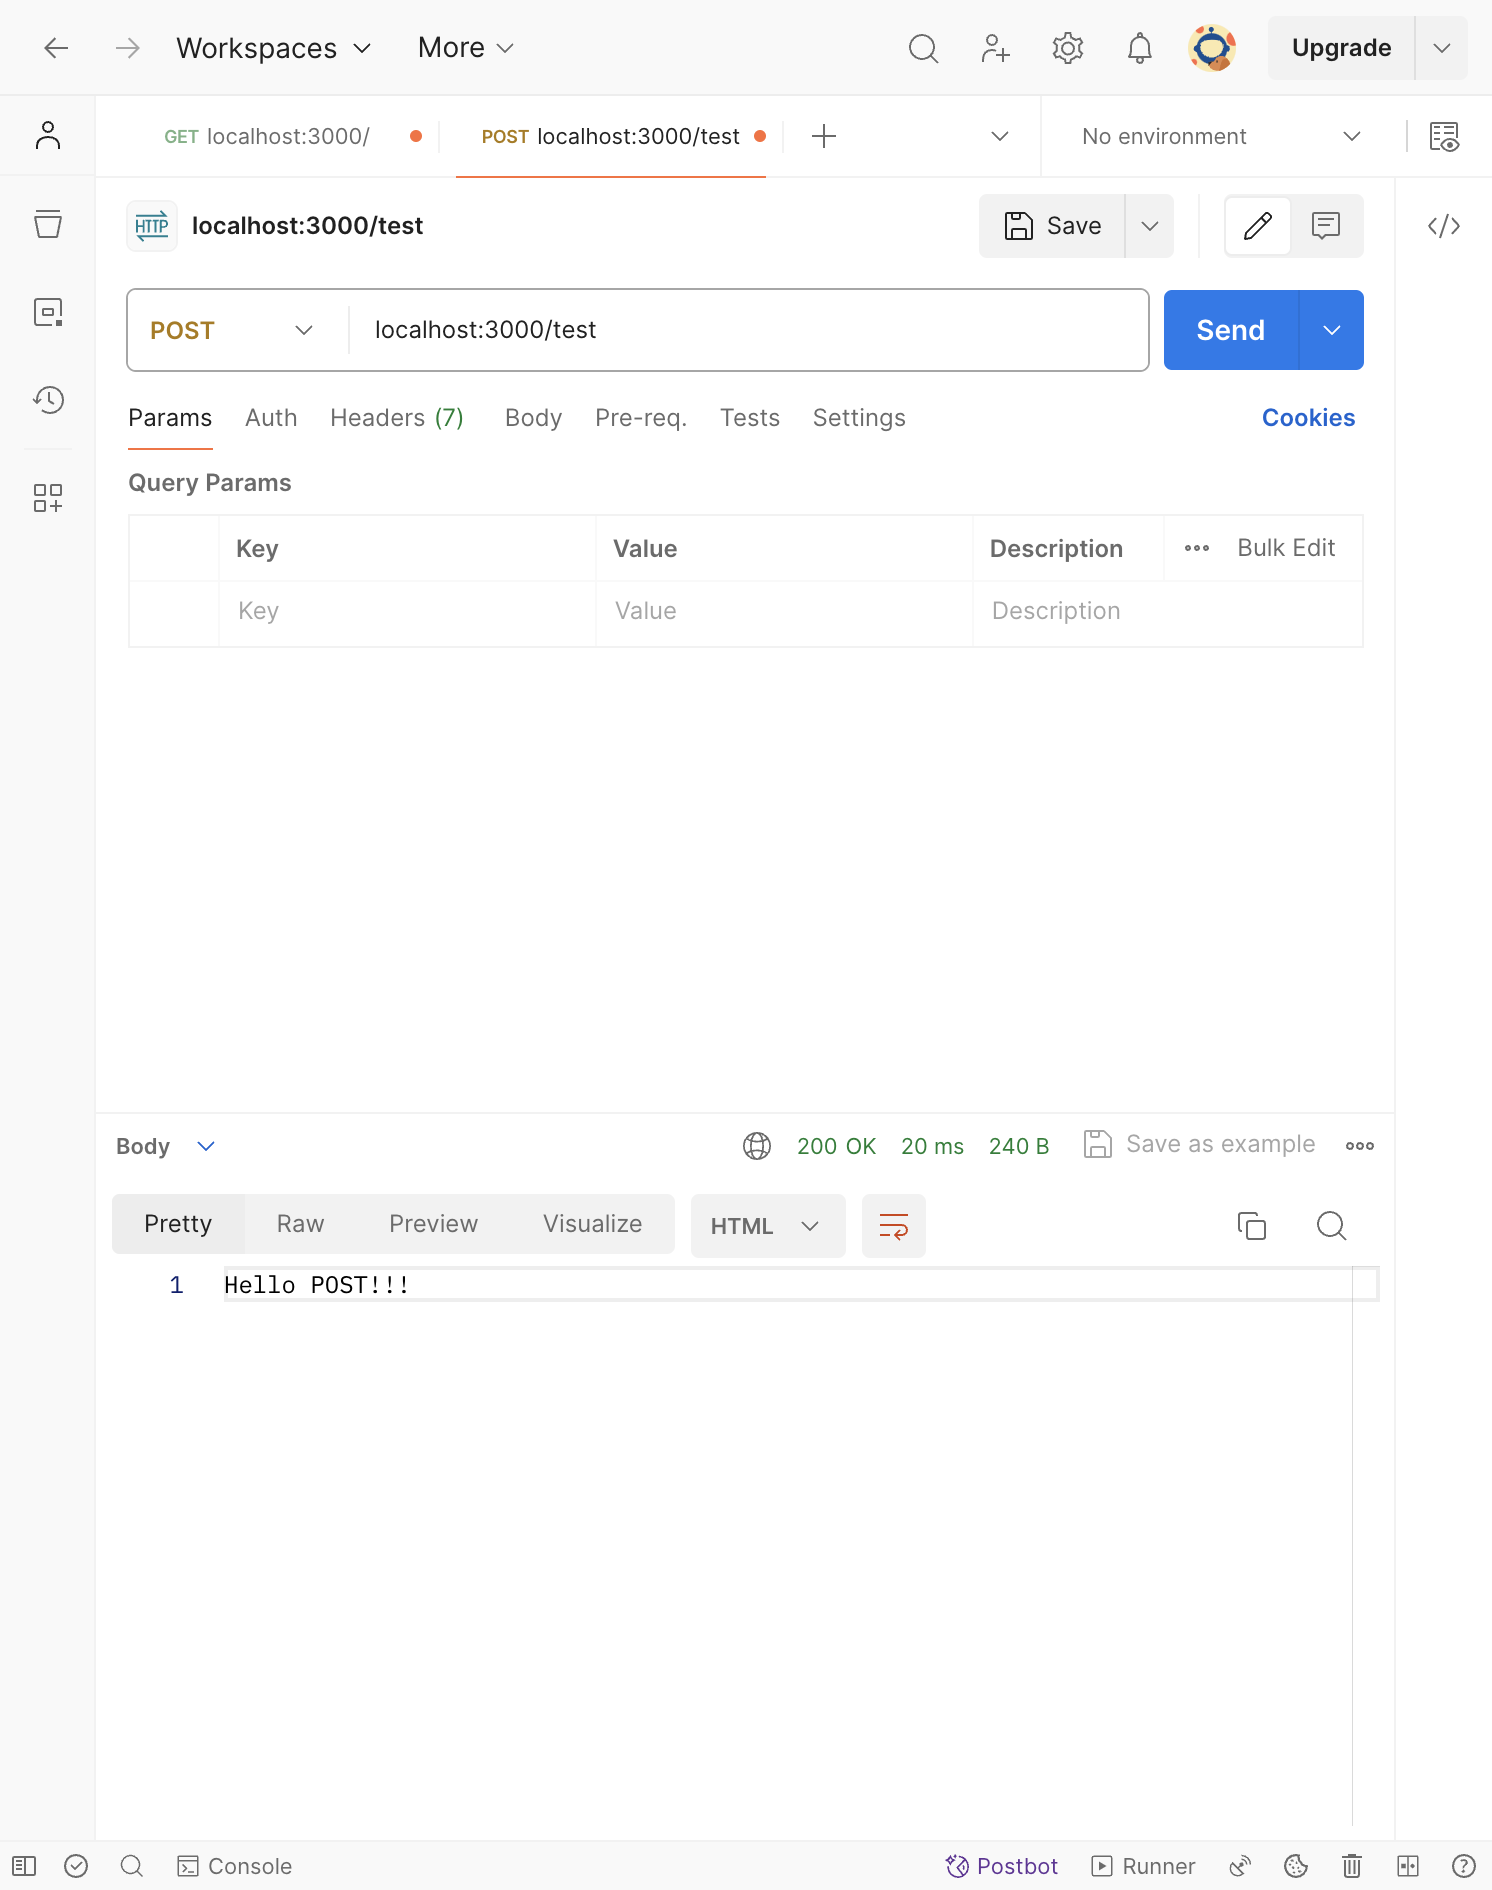 Workspaces More Upgrade
GET localhost:3000/ POST localhost:3000/test No environment
HTTP localhost:3000/test Save
POST localhost:3000/test Send
Params Auth Headers (7) Body Pre-req. Tests Settings Cookies
Query Params
Key Value Description Bulk Edit
Key Value Description
Body 200 OK 20 ms 240 B Save as example
Pretty Raw Preview Visualize HTML
1 Hello POST!!!
Console Postbot Runner